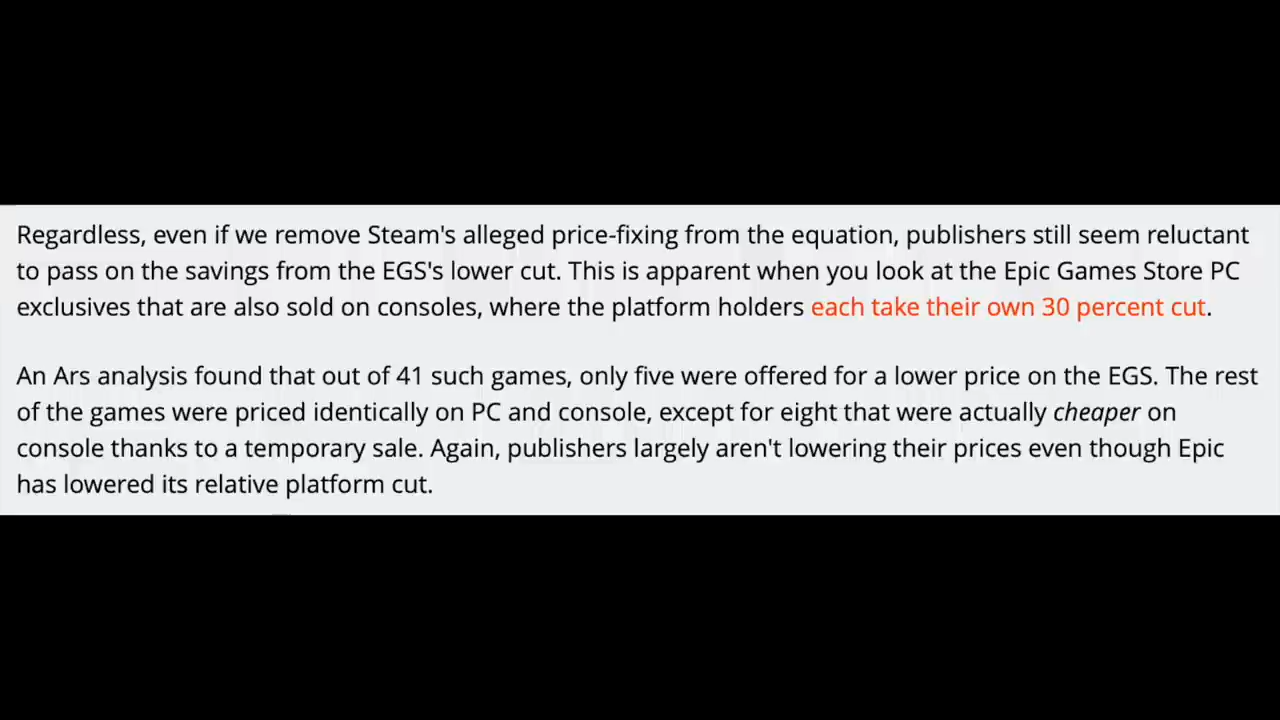 Regardless, even if we remove Steam's alleged price-fixing from the equation, publishers still seem reluctant
to pass on the savings from the EGS's lower cut. This is apparent when you look at the Epic Games Store PC
exclusives that are also sold on consoles, where the platform holders each take their own 30 percent cut.
An Ars analysis found that out of 41 such games, only five were offered for a lower price on the EGS. The rest
of the games were priced identically on PC and console, except for eight that were actually cheaper on
console thanks to a temporary sale. Again, publishers largely aren't lowering their prices even though Epic
has lowered its relative platform cut.